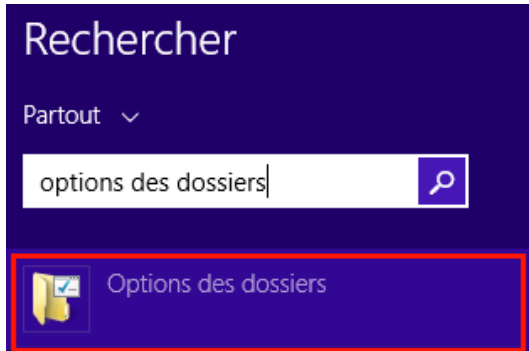 Rechercher
Partout
options des dossiers
Options des dossiers